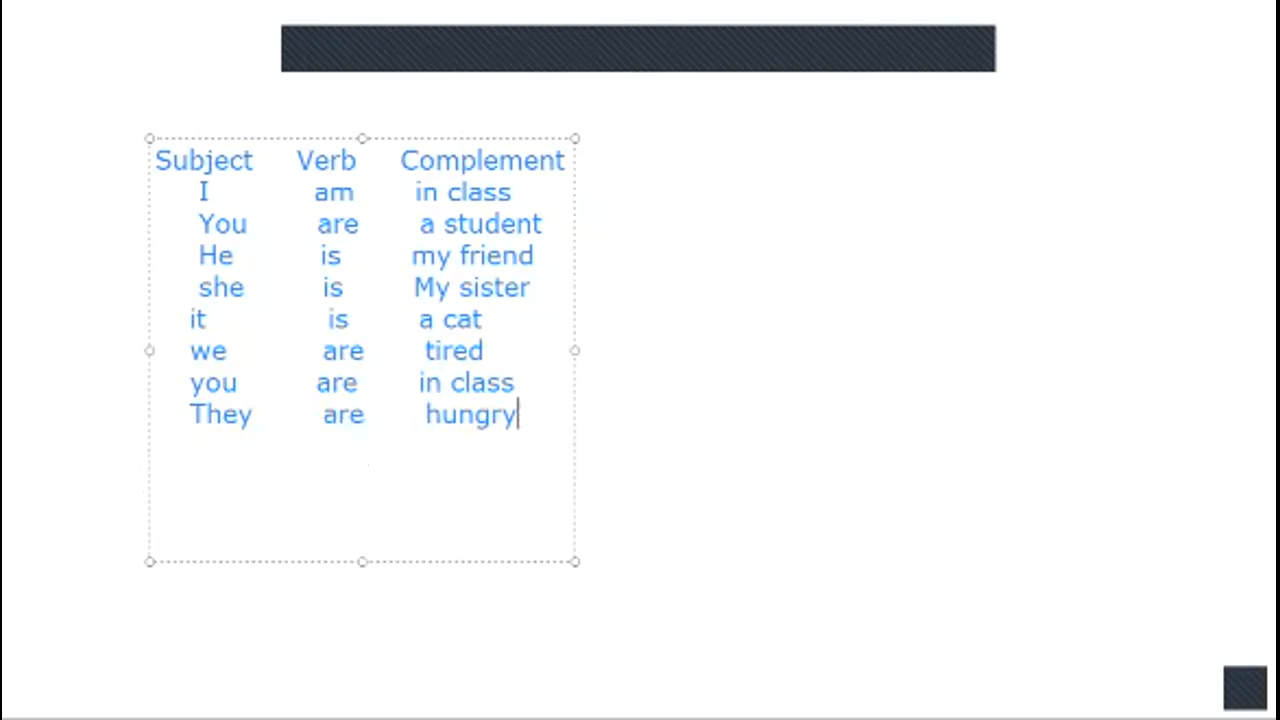 Subject Verb Complement
I am in class
You are a student
He is my friend
she is My sister
it is a cat
we are tired
you are in class
They are hungry